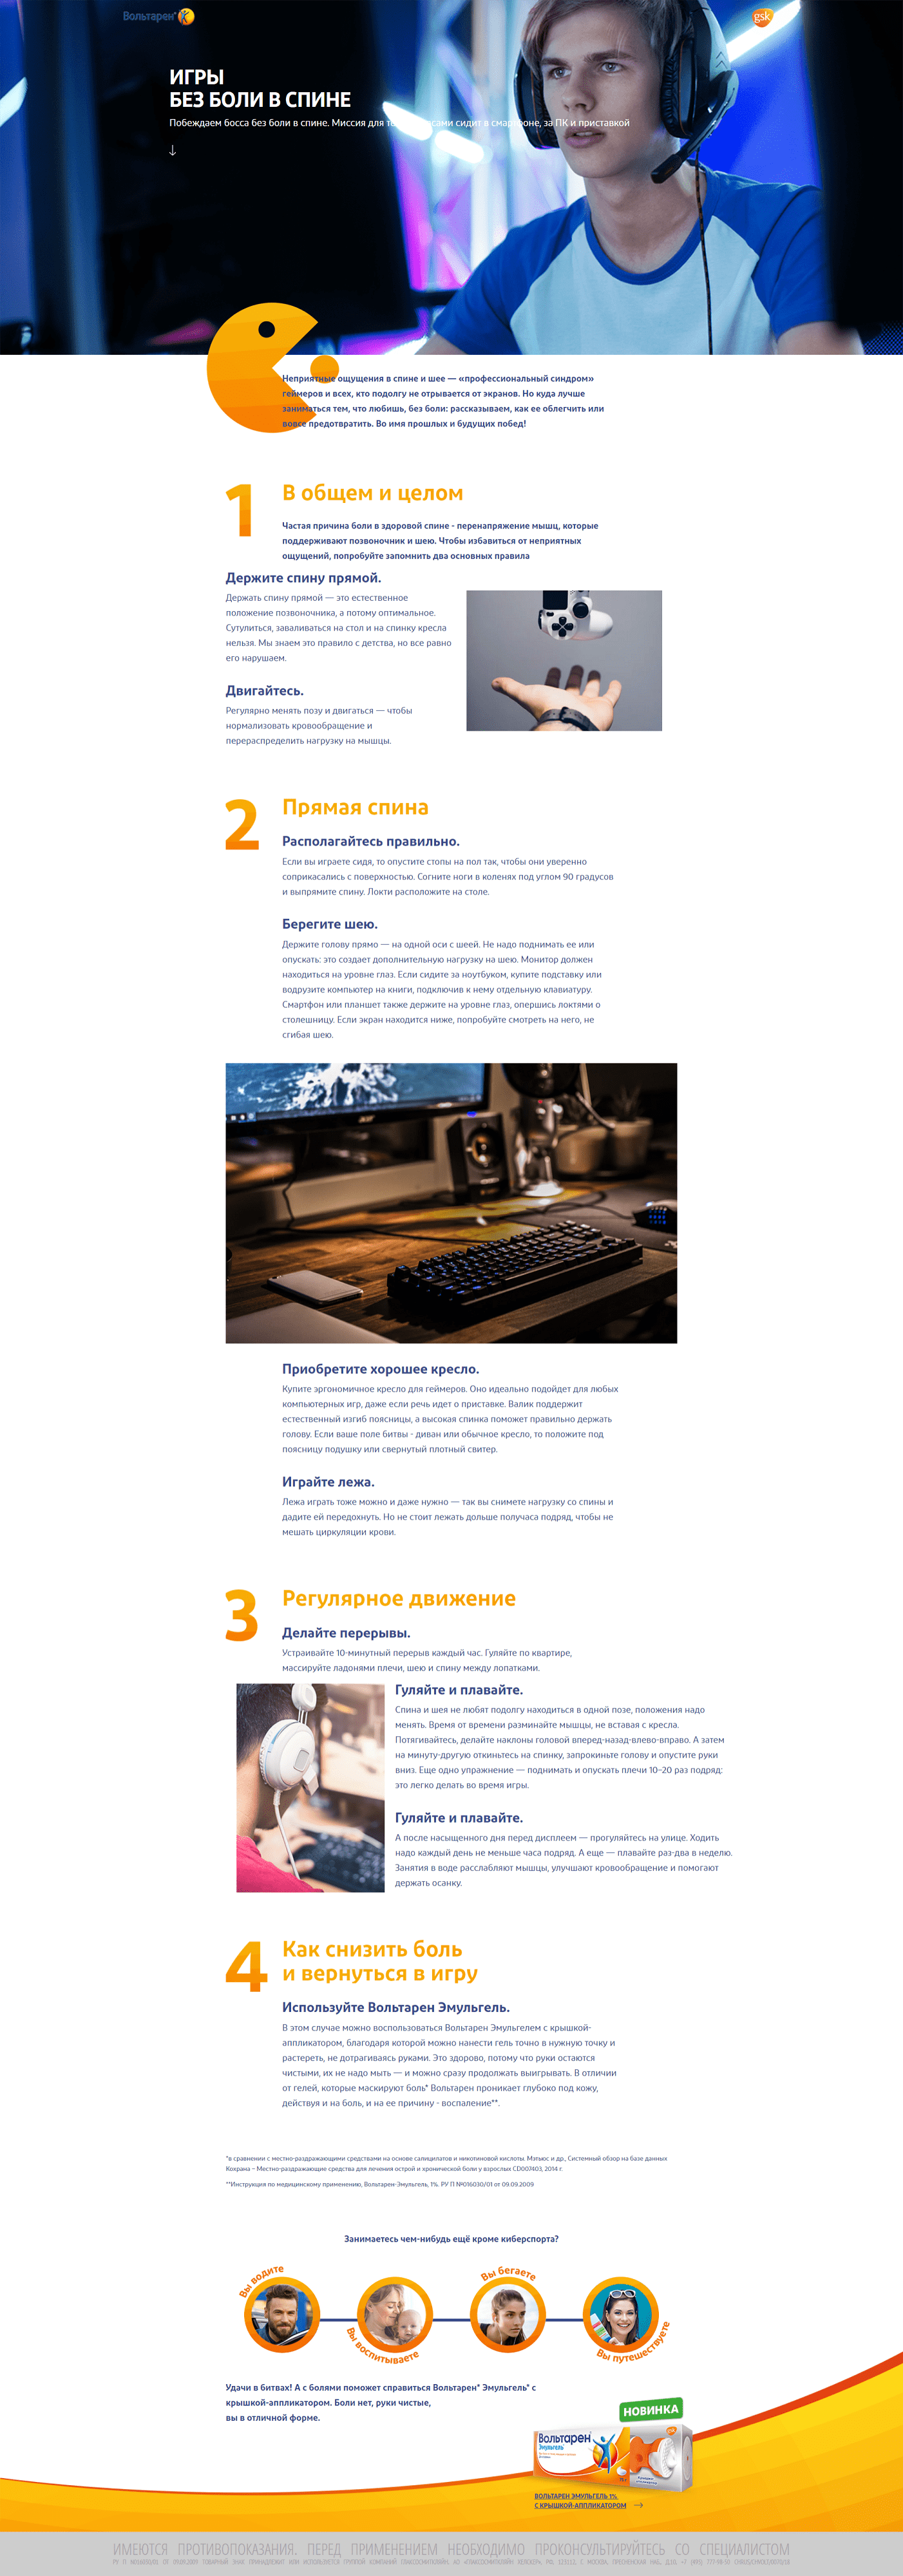 Вольтарен®
gsk
ИГРЫ
БЕЗ БОЛИ В СПИНЕ
Побеждаем босса без боли в спине. Миссия для т сами сидит в смартфоне, за ПК и приставкой
Неприятные ощущения в спине и шее — «профессиональный синдром»
геймеров и всех, кто подолгу не отрывается от экранов. Но куда лучше
заниматься тем, что любишь, без боли: рассказываем, как ее облегчить или
вовсе предотвратить. Во имя прошлых и будущих побед!
1
В общем и целом
Частая причина боли в здоровой спине - перенапряжение мышц, которые
поддерживают позвоночник и шею. Чтобы избавиться от неприятных
ощущений, попробуйте запомнить два основных правила
Держите спину прямой.
Держать спину прямой — это естественное
положение позвоночника, а потому оптимальное.
Сутулиться, заваливаться на стол и на спинку кресла
нельзя. Мы знаем это правило с детства, но все равно
его нарушаем.
Двигайтесь.
Регулярно менять позу и двигаться — чтобы
нормализовать кровообращение и
перераспределить нагрузку на мышцы.
2
Прямая спина
Располагайтесь правильно.
Если вы играете сидя, то опустите стопы на пол так, чтобы они уверенно
соприкасались с поверхностью. Согните ноги в коленях под углом 90 градусов
и выпрямите спину. Локти расположите на столе.
Берегите шею.
Держите голову прямо — на одной оси с шеей. Не надо поднимать ее или
опускать: это создает дополнительную нагрузку на шею. Монитор должен
находиться на уровне глаз. Если сидите за ноутбуком, купите подставку или
водрузите компьютер на книги, подключив к нему отдельную клавиатуру.
Смартфон или планшет также держите на уровне глаз, опершись локтями о
столешницу. Если экран находится ниже, попробуйте смотреть на него, не
сгибая шею.
Приобретите хорошее кресло.
Купите эргономичное кресло для геймеров. Оно идеально подойдет для любых
компьютерных игр, даже если речь идет о приставке. Валик поддержит
естественный изгиб поясницы, а высокая спинка поможет правильно держать
голову. Если ваше поле битвы - диван или обычное кресло, то положите под
поясницу подушку или свернутый плотный свитер.
Играйте лежа.
Лежа играть тоже можно и даже нужно — так вы снимете нагрузку со спины и
дадите ей передохнуть. Но не стоит лежать дольше получаса подряд, чтобы не
мешать циркуляции крови.
3
Регулярное движение
Делайте перерывы.
Устраивайте 10-минутный перерыв каждый час. Гуляйте по квартире,
массируйте ладонями плечи, шею и спину между лопатками.
Гуляйте и плавайте.
Спина и шея не любят подолгу находиться в одной позе, положения надо
менять. Время от времени разминайте мышцы, не вставая с кресла.
Потягивайтесь, делайте наклоны головой вперед-назад-влево-вправо. А затем
на минуту-другую откиньтесь на спинку, запрокиньте голову и опустите руки
вниз. Еще одно упражнение — поднимать и опускать плечи 10–20 раз подряд:
это легко делать во время игры.
Гуляйте и плавайте.
А после насыщенного дня перед дисплеем — прогуляйтесь на улице. Ходить
надо каждый день не меньше часа подряд. А еще — плавайте раз-два в неделю.
Занятия в воде расслабляют мышцы, улучшают кровообращение и помогают
держать осанку.
4
Как снизить боль
и вернуться в игру
Используйте Вольтарен Эмульгель.
В этом случае можно воспользоваться Вольтарен Эмульгелем с крышкой-
аппликатором, благодаря которой можно нанести гель точно в нужную точку и
растереть, не дотрагиваясь руками. Это здорово, потому что руки остаются
чистыми, их не надо мыть — и можно сразу продолжать выигрывать. В отличии
от гелей, которые маскируют боль* Вольтарен проникает глубоко под кожу,
действуя и на боль, и на ее причину - воспаление**.
*в сравнении с местно-раздражающими средствами на основе салицилатов и никотиновой кислоты. Мэтьюс и др., Системный обзор на базе данных
Кохрана – Местно-раздражающие средства для лечения острой и хронической боли у взрослых CD007403, 2014 г.
**Инструкция по медицинскому применению, Вольтарен-Эмульгель, 1%. РУ П №016030/01 от 09.09.2009
Занимаетесь чем-нибудь ещё кроме киберспорта?
Вы водите
Вы воспитываете
Вы бегаете
Вы путешествуете
Удачи в битвах! А с болями поможет справиться Вольтарен® Эмульгель® с
крышкой-аппликатором. Боли нет, руки чистые,
вы в отличной форме.
НОВИНКА
Вольтарен
Эмульгель
ВОЛЬТАРЕН ЭМУЛЬГЕЛЬ 1%
С КРЫШКОЙ-АППЛИКАТОРОМ
ИМЕЮТСЯ ПРОТИВОПОКАЗАНИЯ. ПЕРЕД ПРИМЕНЕНИЕМ НЕОБХОДИМО ПРОКОНСУЛЬТИРУЙТЕСЬ СО СПЕЦИАЛИСТОМ